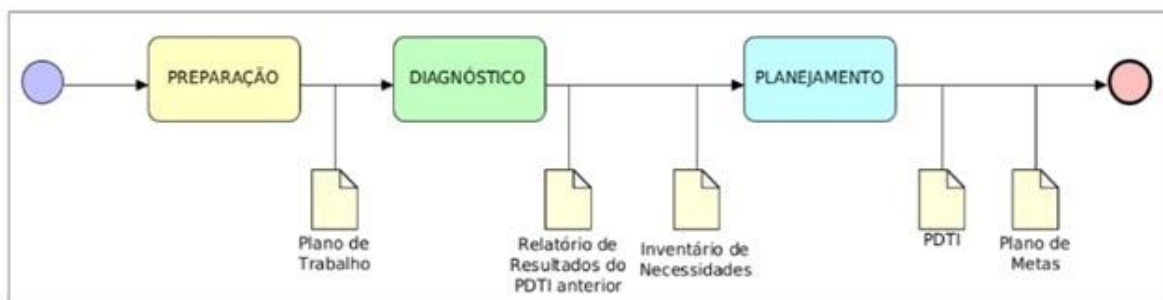 PREPARAÇÃO
DIAGNÓSTICO
PLANEJAMENTO
Plano de
Trabalho
Relatório de
Resultados do
PDTI anterior
Inventário de
Necessidades
PDTI
Plano de
Metas